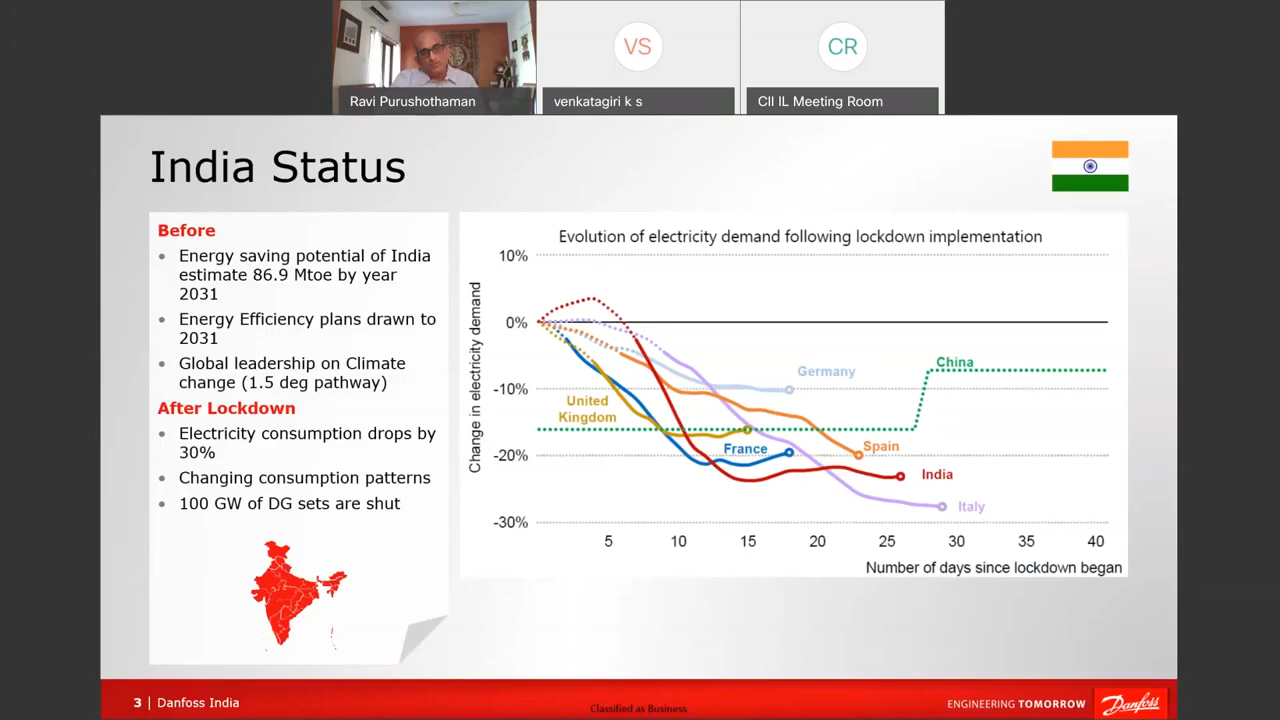 VS
CR
Ravi Purushothaman
venkatagiri k s
CII IL Meeting Room
India Status
Before
Energy saving potential of India
estimate 86.9 Mtoe by year
2031
Energy Efficiency plans drawn to
2031
Global leadership on Climate
change (1.5 deg pathway)
After Lockdown
Electricity consumption drops by
30%
Changing consumption patterns
100 GW of DG sets are shut
Evolution of electricity demand following lockdown implementation
Change in electricity demand
10%
0%
-10%
-20%
-30%
Germany
China
United
Kingdom
France
Spain
India
Italy
5 10 15 20 25 30 35 40
Number of days since lockdown began
3 | Danfoss India
Classified as Business
ENGINEERING TOMORROW
Danfoss